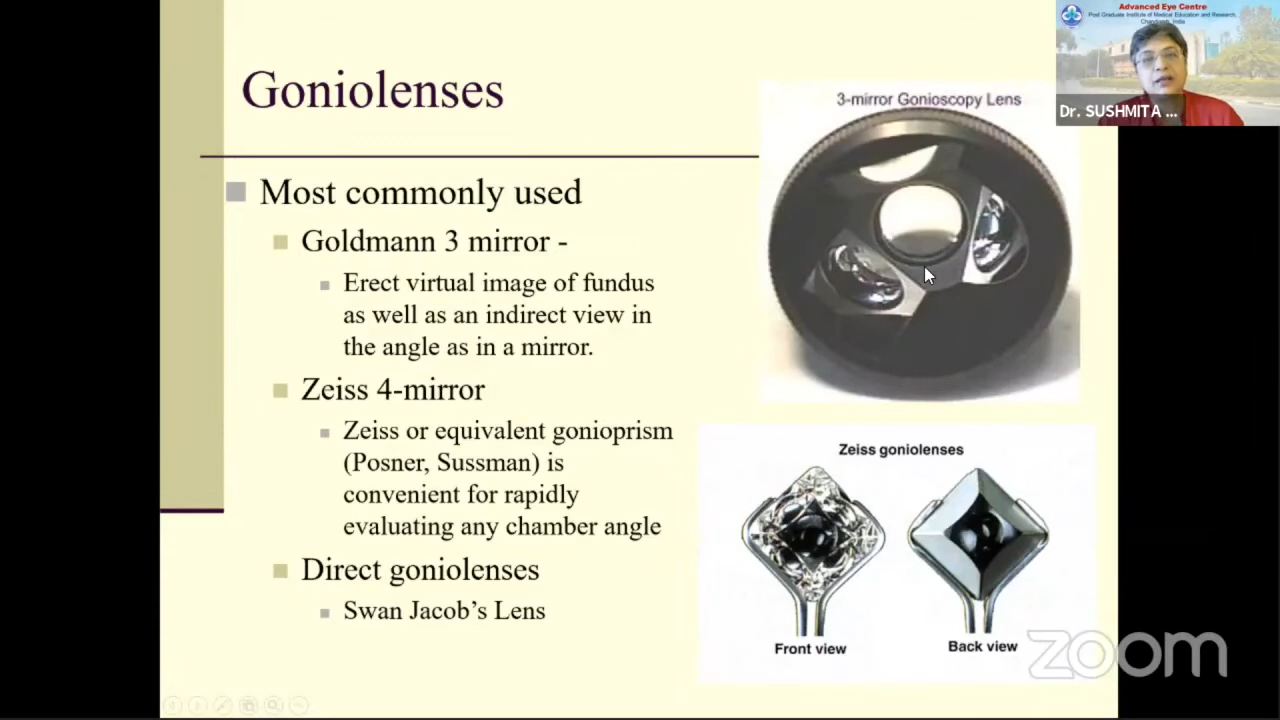 Goniolenses
Most commonly used
Goldmann 3 mirror -
Erect virtual image of fundus
as well as an indirect view in
the angle as in a mirror.
Zeiss 4-mirror
Zeiss or equivalent gonioprism
(Posner, Sussman) is
convenient for rapidly
evaluating any chamber angle
Direct goniolenses
Swan Jacob’s Lens
3-mirror Gonioscopy Lens
Zeiss goniolenses
Front view
Back view
Advanced Eye Centre
Post Graduate Institute of Medical Education and Research,
Chandigarh, India
Dr. SUSHMITA ...
zoom